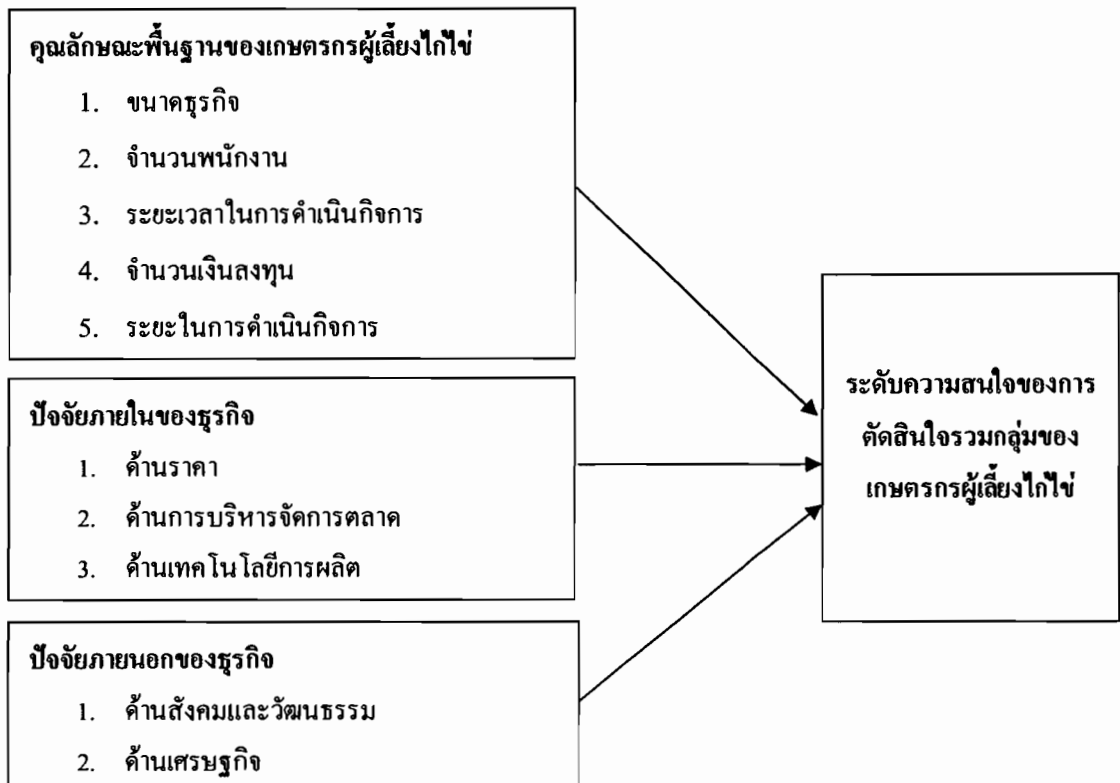 คุณลักษณะพื้นฐานของเกษตรกรผู้เลี้ยงไก่ไข่
1. ขนาดธุรกิจ
2. จำนวนพนักงาน
3. ระยะเวลาในการดำเนินกิจการ
4. จำนวนเงินลงทุน
5. ระยะในการดำเนินกิจการ
ปัจจัยภายในของธุรกิจ
1. ด้านราคา
2. ด้านการบริหารจัดการตลาด
3. ด้านเทคโนโลยีการผลิต
ปัจจัยภายนอกของธุรกิจ
1. ด้านสังคมและวัฒนธรรม
2. ด้านเศรษฐกิจ
ระดับความสนใจของการ
ตัดสินใจรวมกลุ่มของ
เกษตรกรผู้เลี้ยงไก่ไข่